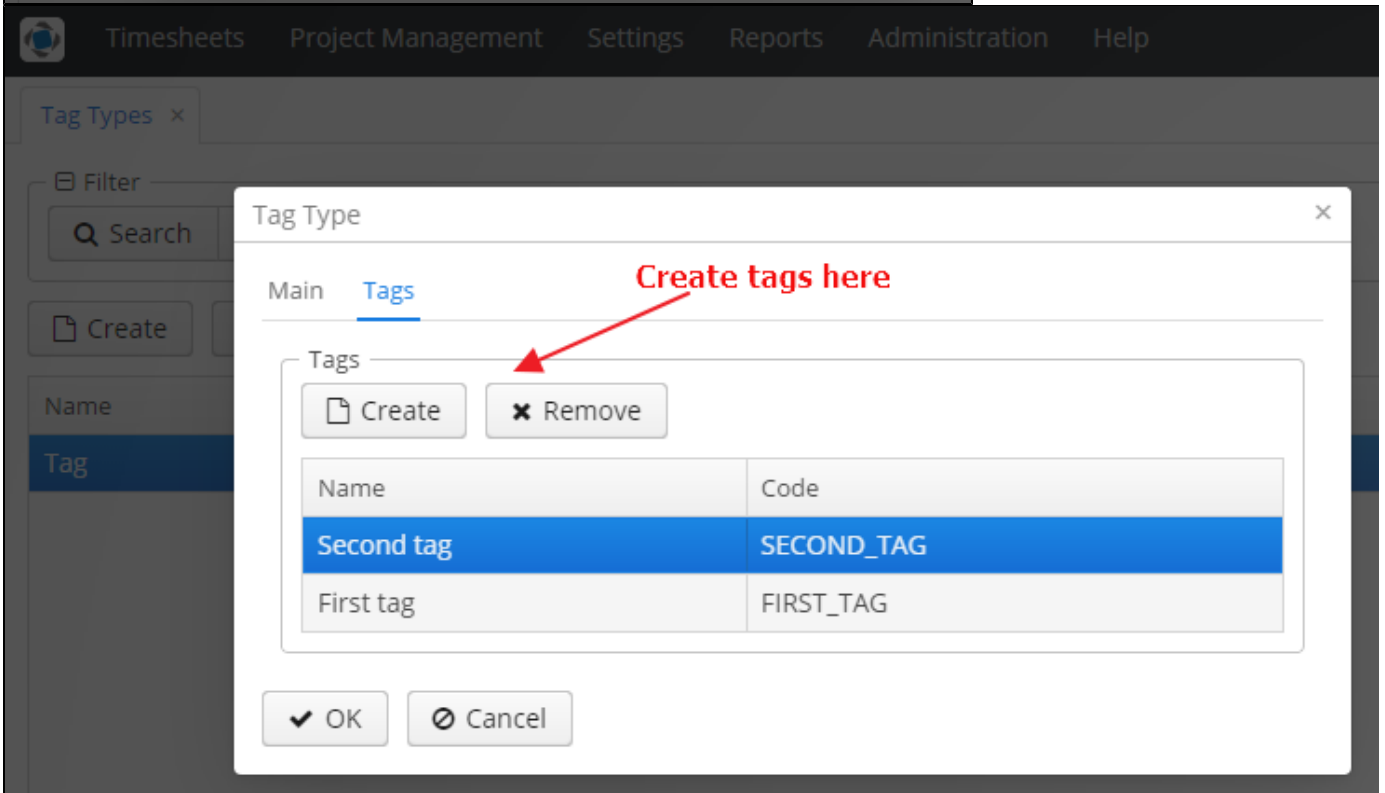 Timesheets Project Management Settings Reports Administration Help
Tag Types ×
Filter
Search
Tag Type ×
Main Tags
Create tags here
Create
Tags
Create Remove
Name
Name Code
Tag
Second tag SECOND_TAG
First tag FIRST_TAG
OK Cancel